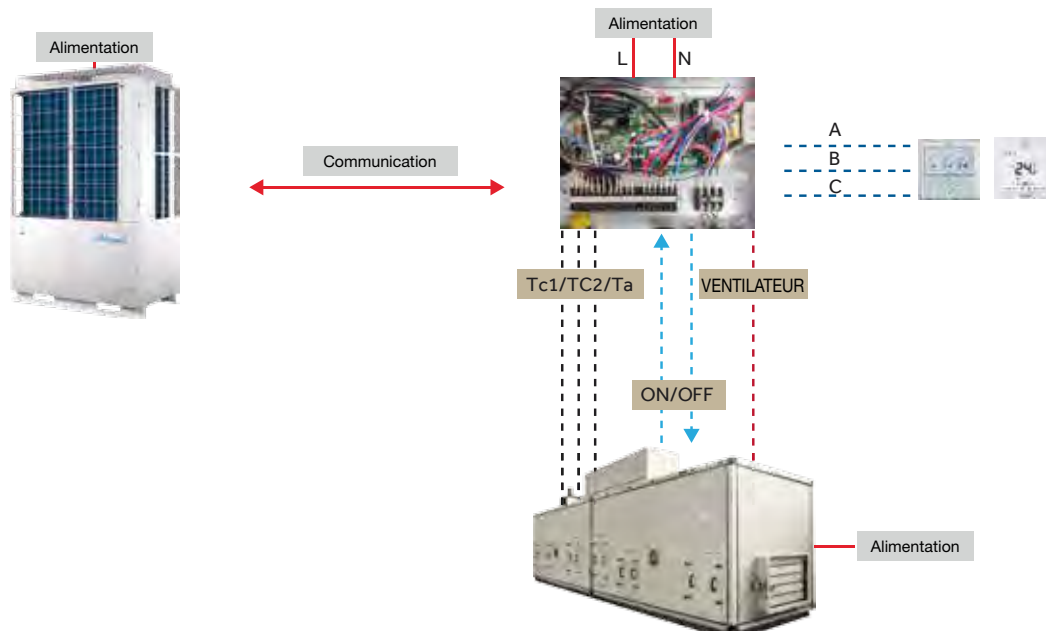 Alimentation
Alimentation
L
N
Communication
A
B
C
24
Tc1/TC2/Ta
VENTILATEUR
ON/OFF
Alimentation